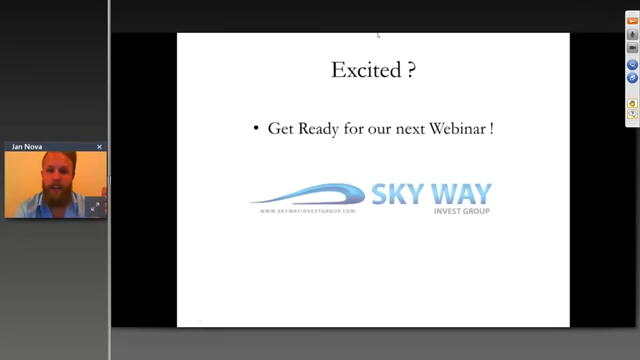 Jan Nova
Excited ?
• Get Ready for our next Webinar !
SKY WAY
WWW.SKYWAYINVESTGROUP.COM
INVEST GROUP